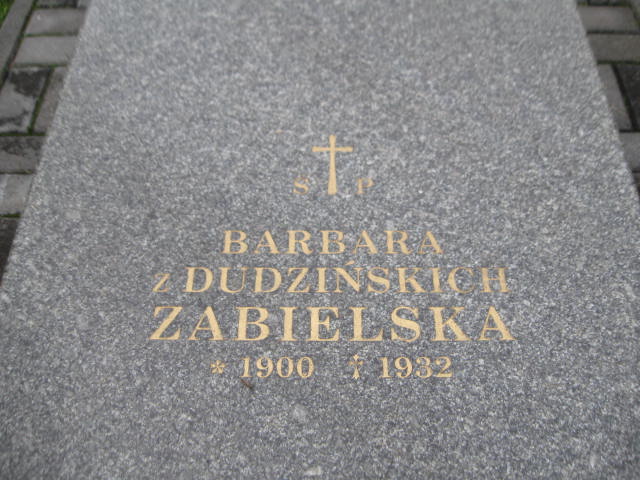 Ś P
BARBARA
z DUDZIŃSKICH
ZABIELSKA
* 1900 † 1932